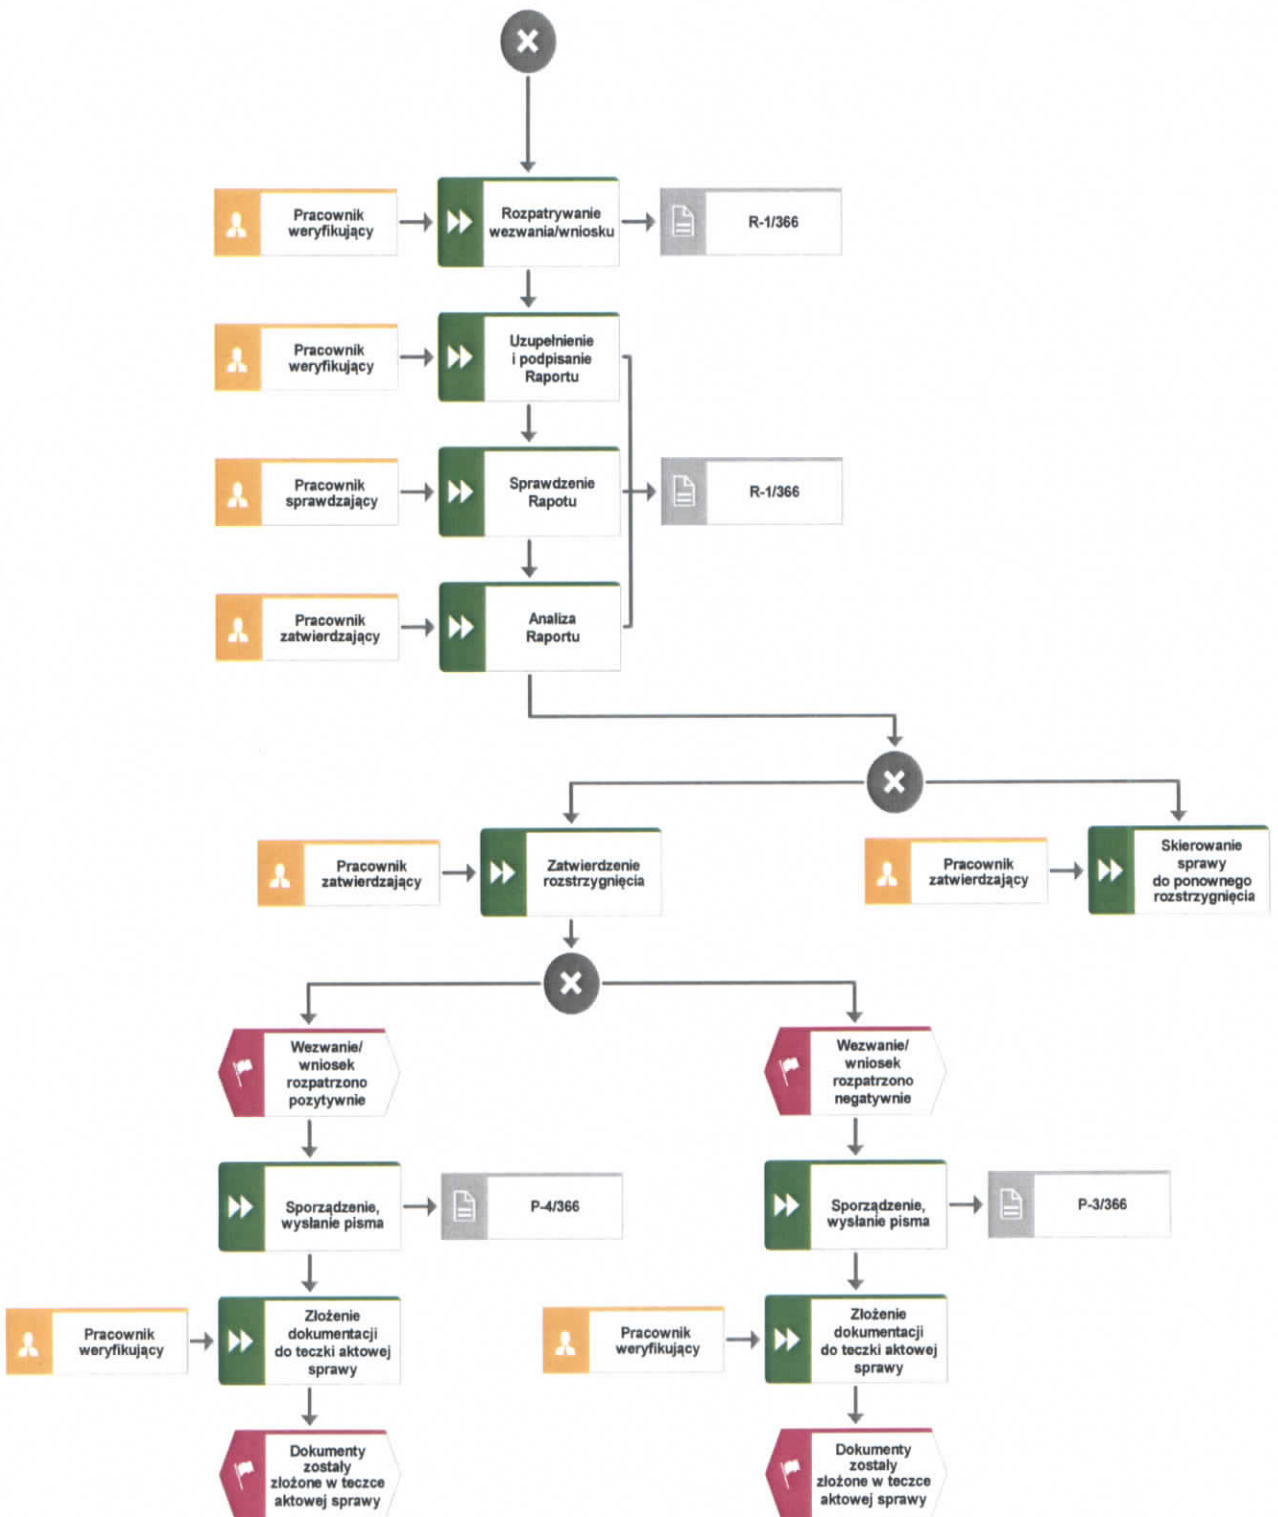 Pracownik
weryfikujący
Rozpatrywanie
wezwania/wniosku
R-1/366
Pracownik
weryfikujący
Uzupełnienie
i podpisanie
Raportu
Pracownik
sprawdzający
Sprawdzenie
Rapotu
R-1/366
Pracownik
zatwierdzający
Analiza
Raportu
Pracownik
zatwierdzający
Zatwierdzenie
rozstrzygnięcia
Pracownik
zatwierdzający
Skierowanie
sprawy
do ponownego
rozstrzygnięcia
Wezwanie/
wniosek
rozpatrzono
pozytywnie
Wezwanie/
wniosek
rozpatrzono
negatywnie
Sporządzenie,
wysłanie pisma
P-4/366
Sporządzenie,
wysłanie pisma
P-3/366
Pracownik
weryfikujący
Złożenie
dokumentacji
do teczki aktowej
sprawy
Pracownik
weryfikujący
Złożenie
dokumentacji
do teczki aktowej
sprawy
Dokumenty
zostały
złożone w teczce
aktowej sprawy
Dokumenty
zostały
złożone w teczce
aktowej sprawy